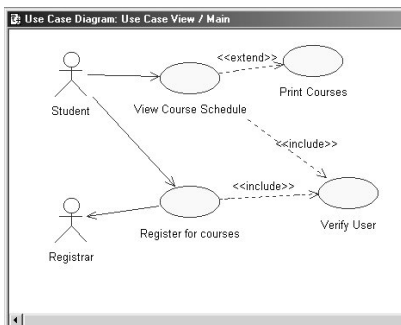 Use Case Diagram: Use Case View / Main
<<extend>>
Print Courses
Student
View Course Schedule
<<include>>
<<include>>
Verify User
Register for courses
Registrar